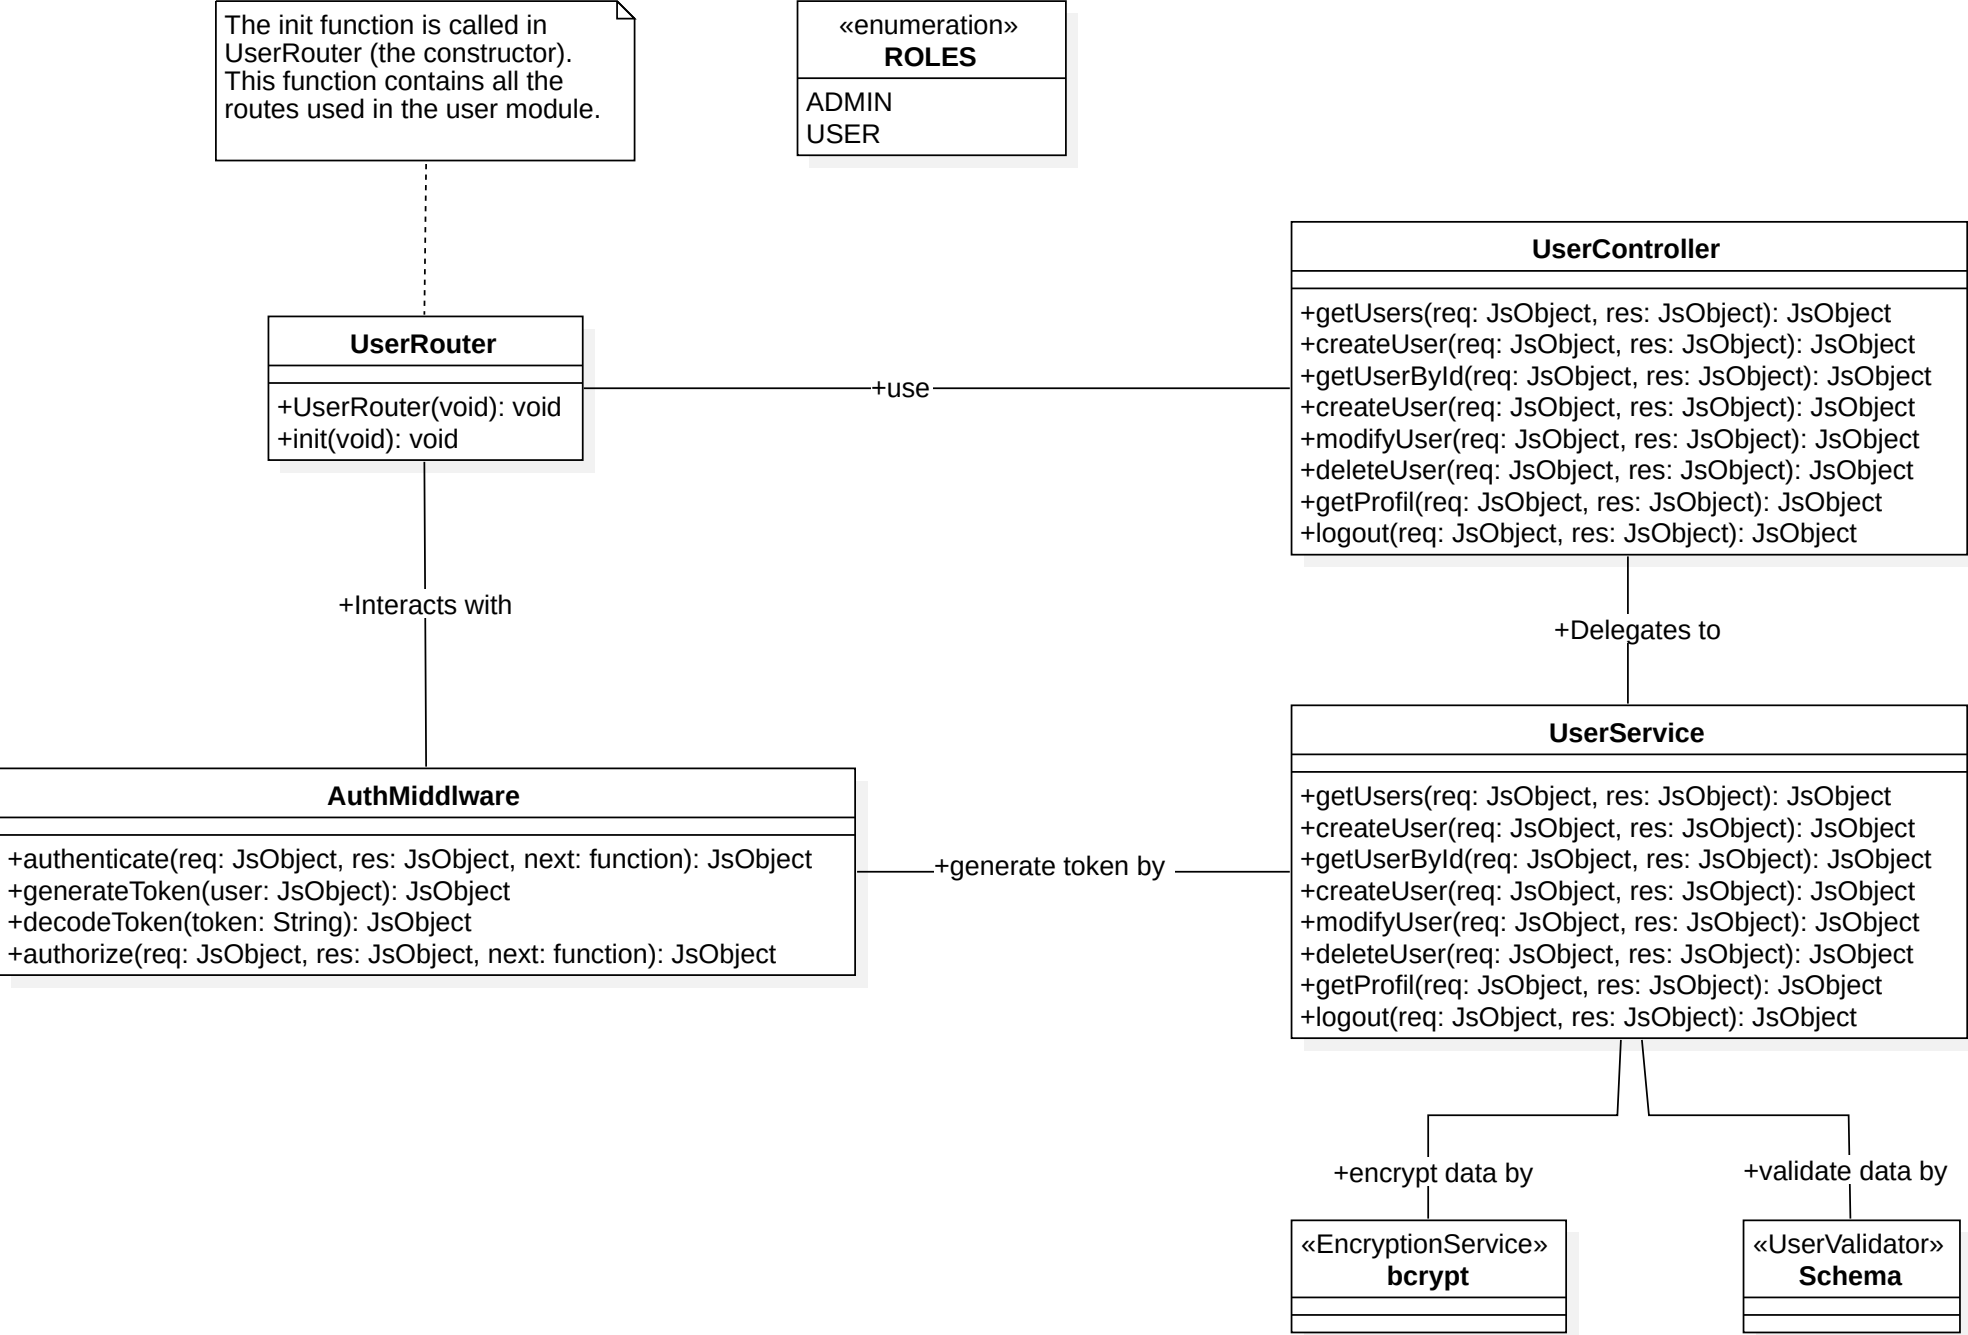 The init function is called in
UserRouter (the constructor).
This function contains all the
routes used in the user module.
«enumeration»
ROLES
ADMIN
USER
UserController
+getUsers(req: JsObject, res: JsObject): JsObject
+createUser(req: JsObject, res: JsObject): JsObject
+getUserById(req: JsObject, res: JsObject): JsObject
+createUser(req: JsObject, res: JsObject): JsObject
+modifyUser(req: JsObject, res: JsObject): JsObject
+deleteUser(req: JsObject, res: JsObject): JsObject
+getProfil(req: JsObject, res: JsObject): JsObject
+logout(req: JsObject, res: JsObject): JsObject
UserRouter
+UserRouter(void): void
+init(void): void
+use
+Interacts with
+Delegates to
AuthMiddlware
+authenticate(req: JsObject, res: JsObject, next: function): JsObject
+generateToken(user: JsObject): JsObject
+decodeToken(token: String): JsObject
+authorize(req: JsObject, res: JsObject, next: function): JsObject
+generate token by
UserService
+getUsers(req: JsObject, res: JsObject): JsObject
+createUser(req: JsObject, res: JsObject): JsObject
+getUserById(req: JsObject, res: JsObject): JsObject
+createUser(req: JsObject, res: JsObject): JsObject
+modifyUser(req: JsObject, res: JsObject): JsObject
+deleteUser(req: JsObject, res: JsObject): JsObject
+getProfil(req: JsObject, res: JsObject): JsObject
+logout(req: JsObject, res: JsObject): JsObject
+encrypt data by
+validate data by
«EncryptionService»
bcrypt
«UserValidator»
Schema